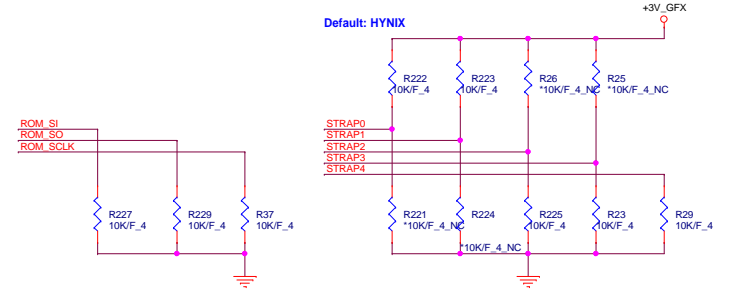 +3V_GFX
Default: HYNIX
R222
10K/F_4
R223
10K/F_4
R26
*10K/F_4_NC
R25
*10K/F_4_NC
ROM_SI
ROM_SO
ROM_SCLK
STRAP0
STRAP1
STRAP2
STRAP3
STRAP4
R227
10K/F_4
R229
10K/F_4
R37
10K/F_4
R221
*10K/F_4_NC
R224
*10K/F_4_NC
R225
10K/F_4
R23
10K/F_4
R29
10K/F_4